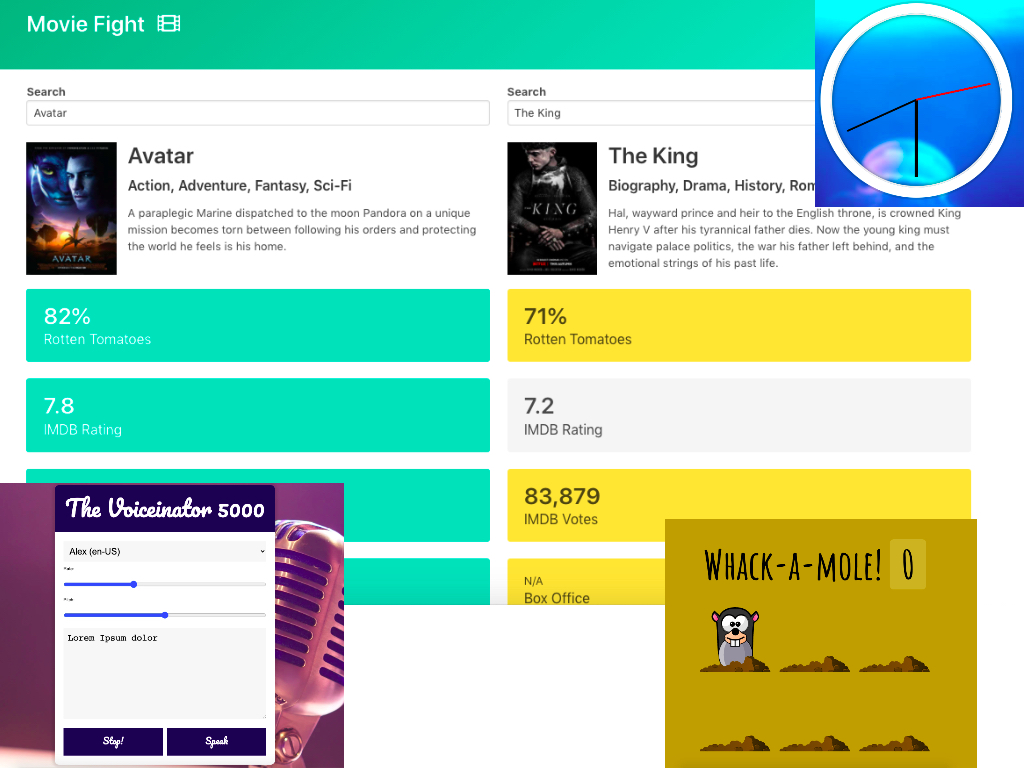 Movie Fight
Search
Avatar
Avatar
Action, Adventure, Fantasy, Sci-Fi
A paraplegic Marine dispatched to the moon Pandora on a unique
mission becomes torn between following his orders and protecting
the world he feels is his home.
AVATAR
82%
Rotten Tomatoes
7.8
IMDB Rating
Search
The King
The King
Biography, Drama, History, Rom
Hal, wayward prince and heir to the English throne, is crowned King
Henry V after his tyrannical father dies. Now the young king must
navigate palace politics, the war his father left behind, and the
emotional strings of his past life.
THE KING
71%
Rotten Tomatoes
7.2
IMDB Rating
83,879
IMDB Votes
N/A
Box Office
The Voiceinator 5000
Alex (en-US)
Lorem Ipsum dolor
Stop!
Speak
Whack-a-mole! 0